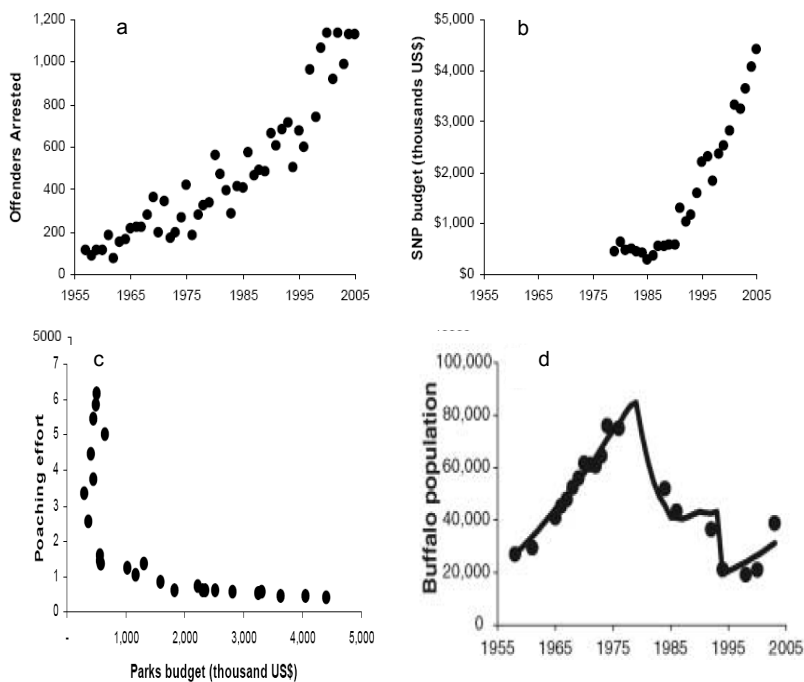 a
Offenders Arrested
1,200
1,000
800
600
400
200
0
1955 1965 1975 1985 1995 2005
b
SNP budget (thousands US$)
$5,000
$4,000
$3,000
$2,000
$1,000
$0
1955 1965 1975 1985 1995 2005
c
Poaching effort
5000
7
6
5
4
3
2
1
0
- 1,000 2,000 3,000 4,000 5,000
Parks budget (thousand US$)
d
Buffalo population
100,000
80,000
60,000
40,000
20,000
0
1955 1965 1975 1985 1995 2005